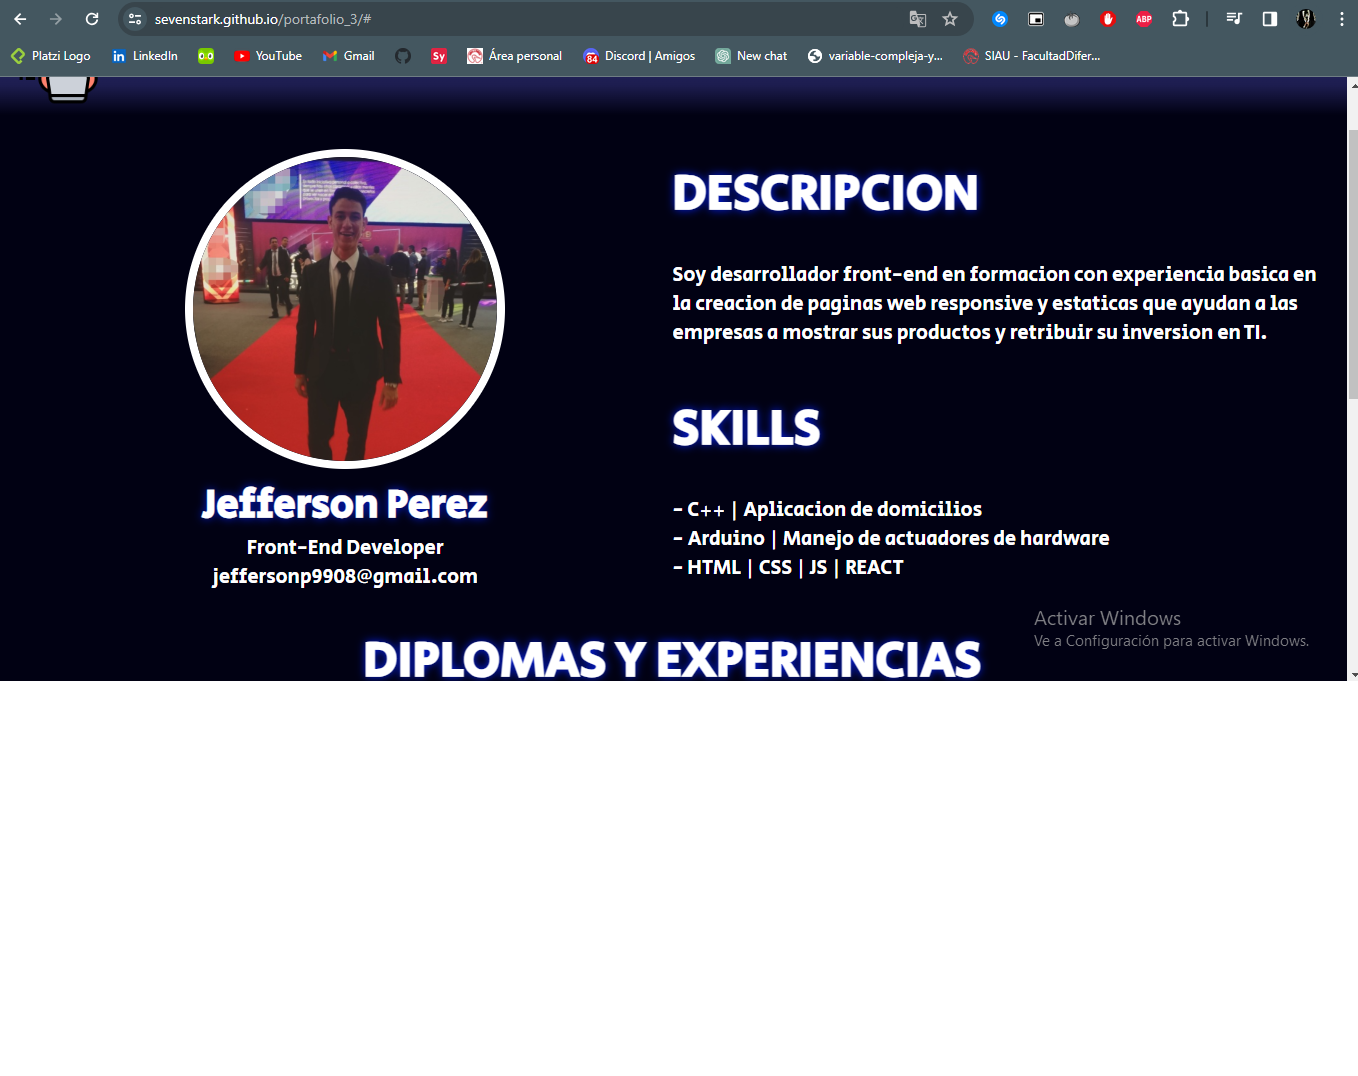 sevenstark.github.io/portafolio_3/#
Platzi Logo
LinkedIn
YouTube
Gmail
Sy
Área personal
84
Discord | Amigos
New chat
variable-compleja-y...
SIAU - FacultadDifer...
ABP
DESCRIPCION
Soy desarrollador front-end en formacion con experiencia basica en
la creacion de paginas web responsive y estaticas que ayudan a las
empresas a mostrar sus productos y retribuir su inversion en TI.
SKILLS
- C++ | Aplicacion de domicilios
- Arduino | Manejo de actuadores de hardware
- HTML | CSS | JS | REACT
Jefferson Perez
Front-End Developer
jeffersonp9908@gmail.com
Activar Windows
Ve a Configuración para activar Windows.
DIPLOMAS Y EXPERIENCIAS